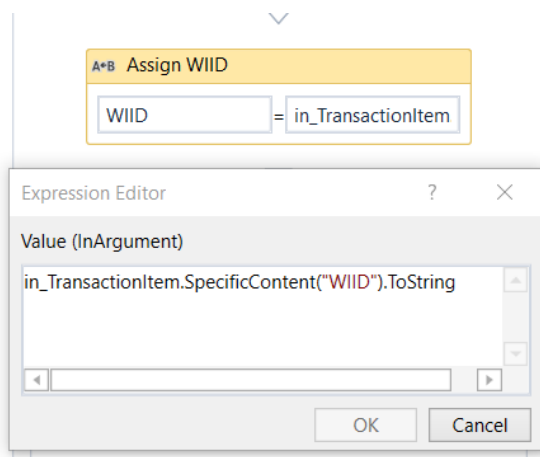 A+B Assign WIID
WIID = in_TransactionItem
Expression Editor ? ×
Value (InArgument)
in_TransactionItem.SpecificContent("WIID").ToString
OK Cancel